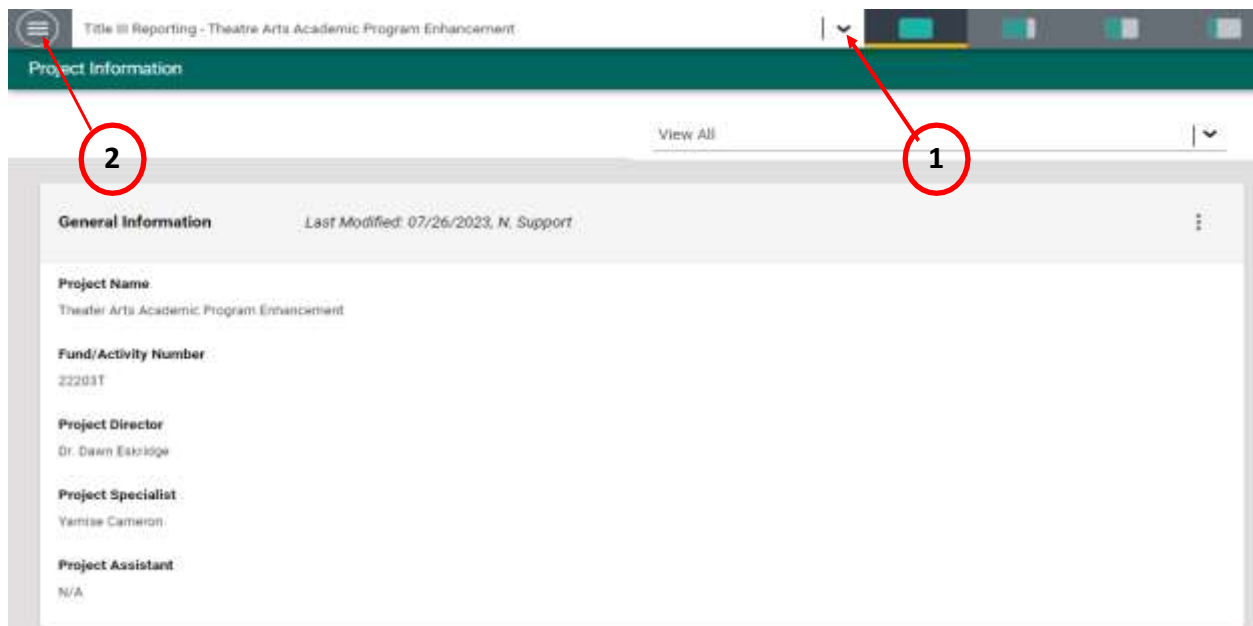 Title III Reporting - Theatre Arts Academic Program Enhancement
Project Information
View All
2
1
General Information Last Modified: 07/26/2023, N. Support
Project Name
Theater Arts Academic Program Enhancement
Fund/Activity Number
22203T
Project Director
Dr. Dawn Eskridge
Project Specialist
Yamise Cameron
Project Assistant
N/A